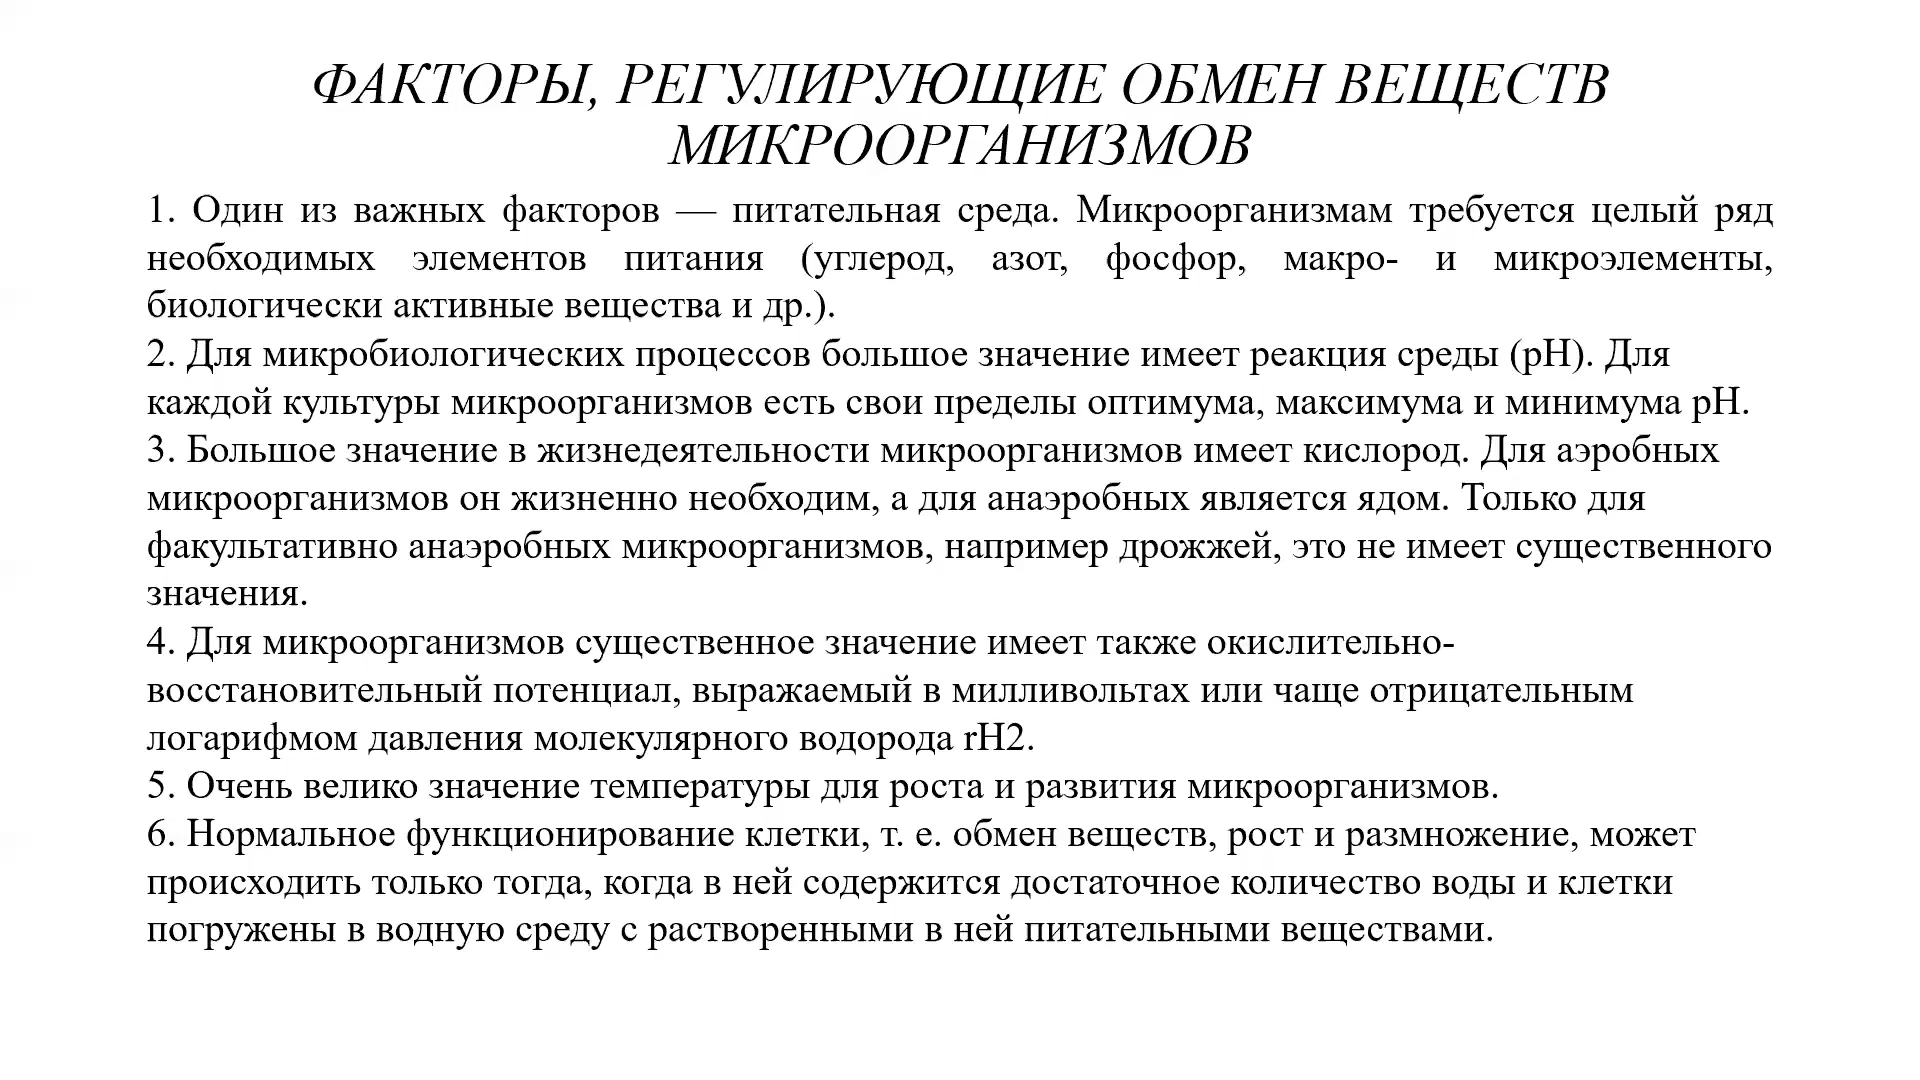 ФАКТОРЫ, РЕГУЛИРУЮЩИЕ ОБМЕН ВЕЩЕСТВ
МИКРООРГАНИЗМОВ
1. Один из важных факторов — питательная среда. Микроорганизмам требуется целый ряд
необходимых элементов питания (углерод, азот, фосфор, макро- и микроэлементы,
биологически активные вещества и др.).
2. Для микробиологических процессов большое значение имеет реакция среды (pH). Для
каждой культуры микроорганизмов есть свои пределы оптимума, максимума и минимума pH.
3. Большое значение в жизнедеятельности микроорганизмов имеет кислород. Для аэробных
микроорганизмов он жизненно необходим, а для анаэробных является ядом. Только для
факультативно анаэробных микроорганизмов, например дрожжей, это не имеет существенного
значения.
4. Для микроорганизмов существенное значение имеет также окислительно-
восстановительный потенциал, выражаемый в милливольтах или чаще отрицательным
логарифмом давления молекулярного водорода rH2.
5. Очень велико значение температуры для роста и развития микроорганизмов.
6. Нормальное функционирование клетки, т. е. обмен веществ, рост и размножение, может
происходить только тогда, когда в ней содержится достаточное количество воды и клетки
погружены в водную среду с растворенными в ней питательными веществами.